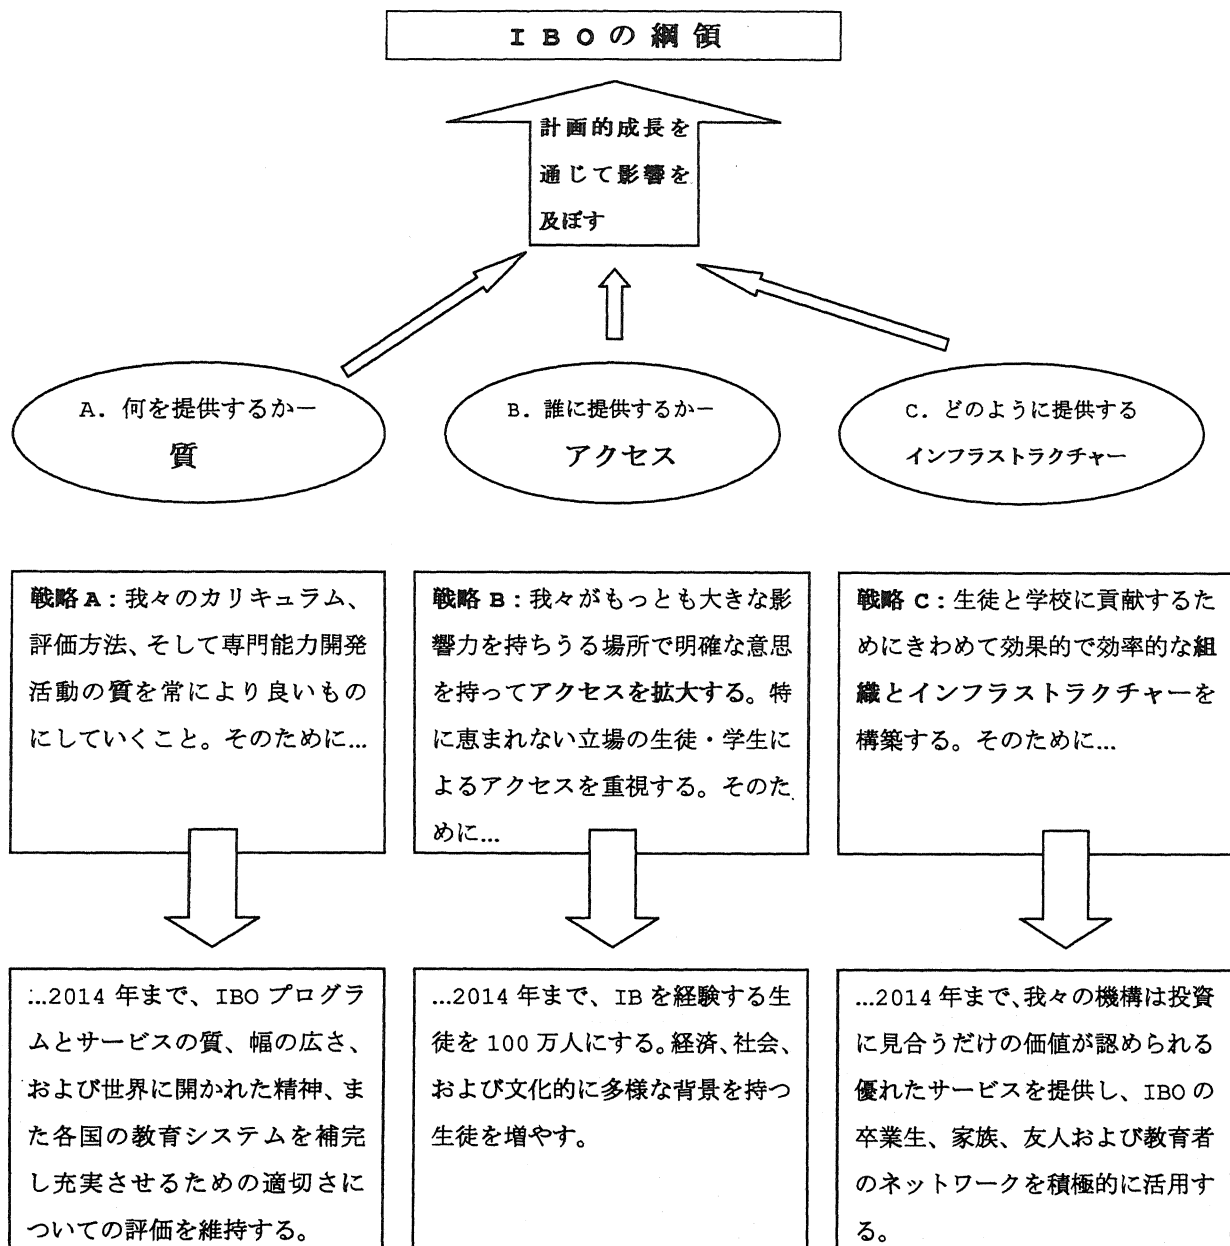 IBOの綱領
計画的成長を
通じて影響を
及ぼす
A. 何を提供するかー
質
B. 誰に提供するかー
アクセス
C. どのように提供する
インフラストラクチャー
戦略A:我々のカリキュラム、
評価方法、そして専門能力開発
活動の質を常により良いもの
にしていくこと。そのために…
戦略B:我々がもっとも大きな影
響力を持ちうる場所で明確な意思
を持ってアクセスを拡大する。特
に恵まれない立場の生徒・学生に
よるアクセスを重視する。そのた
めに…
戦略C:生徒と学校に貢献するた
めにきわめて効果的で効率的な組
織とインフラストラクチャーを
構築する。そのために…
…2014年まで、IBOプログラ
ムとサービスの質、幅の広さ、
および世界に開かれた精神、ま
た各国の教育システムを補完
し充実させるための適切さに
ついての評価を維持する。
…2014年まで、IBを経験する生
徒を100万人にする。経済、社会、
および文化的に多様な背景を持つ
生徒を増やす。
…2014年まで、我々の機構は投資
に見合うだけの価値が認められる
優れたサービスを提供し、IBOの
卒業生、家族、友人および教育者
のネットワークを積極的に活用す
る。